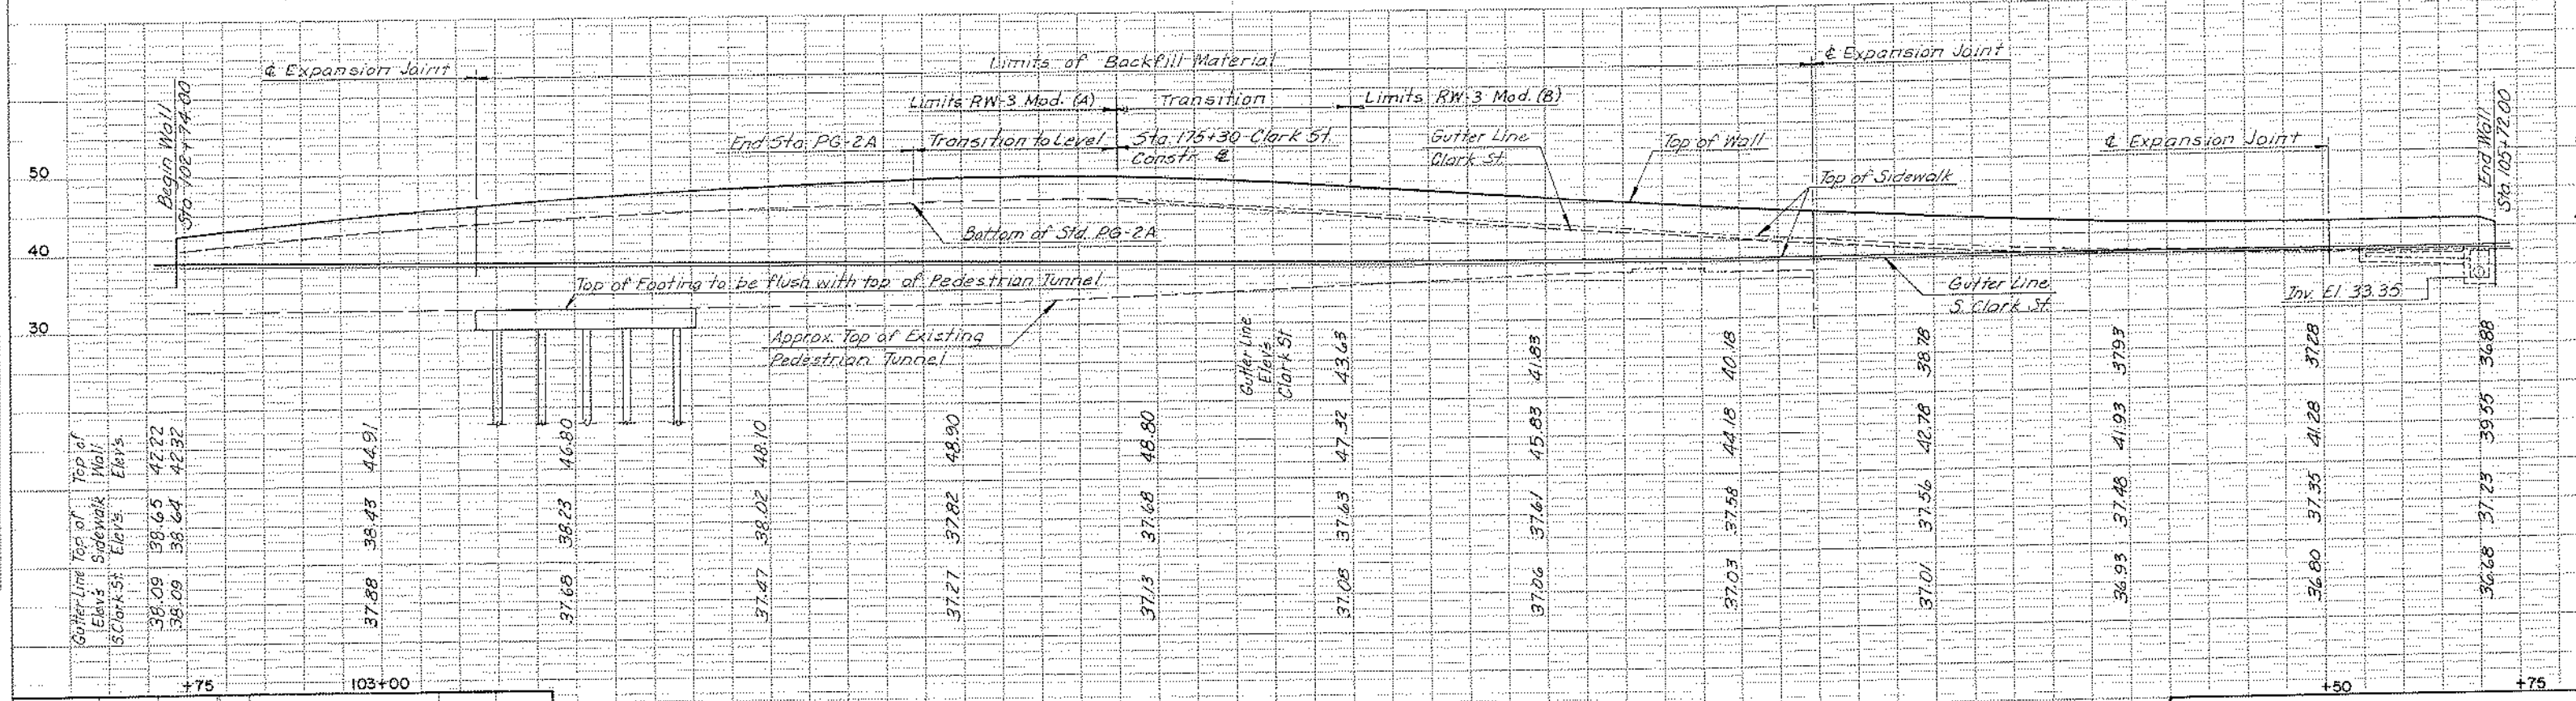 ₵ Expansion Joint
Limits of Backfill Material
₵ Expansion Joint
Limits RW-3 Mod. (A)
Transition
Limits RW-3 Mod. (B)
Begin Wall
Sta. 102+74.00
End Sta. PG-2A
Transition to Level
Sta. 175+30 Clark St.
Constr. ₵
Gutter Line
Clark St.
Top of Wall
₵ Expansion Joint
End Wall
Sta. 105+72.00
50
Top of Sidewalk
Bottom of Std. PG-2A
40
Top of Footing to be flush with top of Pedestrian Tunnel
Gutter Line
S. Clark St.
Inv. El. 33.35
30
Approx. Top of Existing
Pedestrian Tunnel
Gutter Line
Elev's.
Clark St.
43.63 41.83 40.18 38.78 37.93 37.28 36.88
Top of
Wall
Elev's.
42.22 42.32 44.91 46.80 48.10 48.90 48.80 47.32 45.83 44.18 42.78 41.93 41.28 39.55
Top of
Sidewalk
Elev's.
38.65 38.64 38.43 38.23 38.02 37.82 37.68 37.63 37.61 37.58 37.56 37.48 37.35 37.23
Gutter Line
Elev's
S.Clark St.
38.09 38.09 37.88 37.68 37.47 37.27 37.13 37.08 37.06 37.03 37.01 36.93 36.80 36.68
+75 103+00 +50 +75